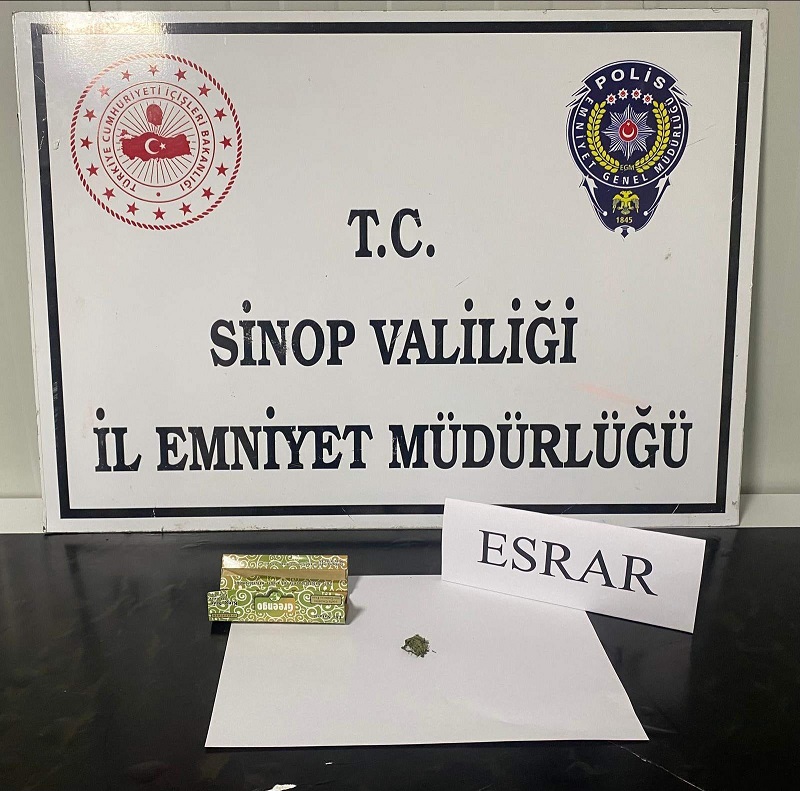 TÜRKİYE CUMHURİYETİ İÇİŞLERİ BAKANLIĞI
POLİS
EMNİYET GENEL MÜDÜRLÜĞÜ
EGM
1845
T.C.
SİNOP VALİLİĞİ
İL EMNİYET MÜDÜRLÜĞÜ
ESRAR
Greengo